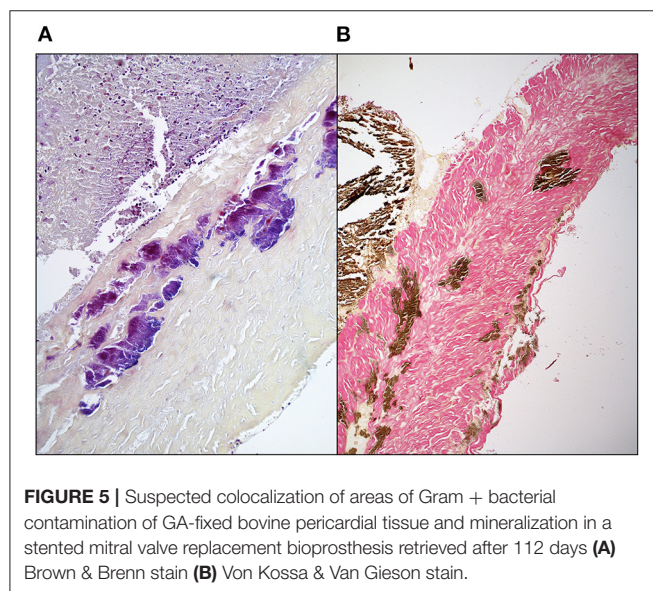 A
B
FIGURE 5 | Suspected colocalization of areas of Gram + bacterial
contamination of GA-fixed bovine pericardial tissue and mineralization in a
stented mitral valve replacement bioprosthesis retrieved after 112 days (A)
Brown & Brenn stain (B) Von Kossa & Van Gieson stain.